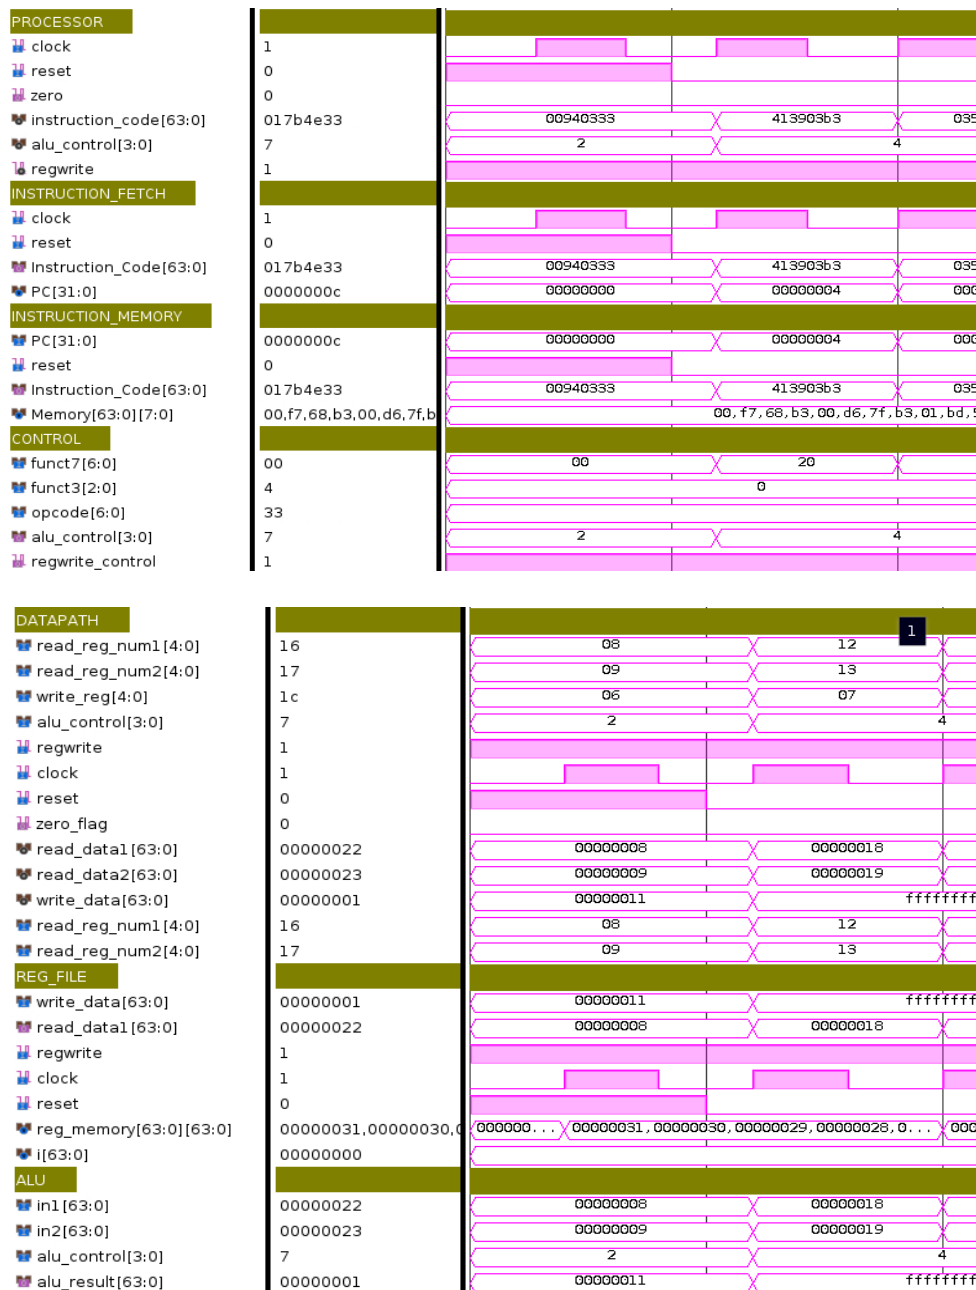 PROCESSOR
clock 1
reset 0
zero 0
instruction_code[63:0] 017b4e33 00940333 413903b3 035
alu_control[3:0] 7 2 4
regwrite 1
INSTRUCTION_FETCH
clock 1
reset 0
Instruction_Code[63:0] 017b4e33 00940333 413903b3 035
PC[31:0] 0000000c 00000000 00000004 000
INSTRUCTION_MEMORY
PC[31:0] 0000000c 00000000 00000004 000
reset 0
Instruction_Code[63:0] 017b4e33 00940333 413903b3 035
Memory[63:0][7:0] 00,f7,68,b3,00,d6,7f,b 00,f7,68,b3,00,d6,7f,b3,01,bd,
CONTROL
funct7[6:0] 00 00 20
funct3[2:0] 4 0
opcode[6:0] 33
alu_control[3:0] 7 2 4
regwrite_control 1
DATAPATH 1
read_reg_num1[4:0] 16 08 12
read_reg_num2[4:0] 17 09 13
write_reg[4:0] 1c 06 07
alu_control[3:0] 7 2 4
regwrite 1
clock 1
reset 0
zero_flag 0
read_data1[63:0] 00000022 00000008 00000018
read_data2[63:0] 00000023 00000009 00000019
write_data[63:0] 00000001 00000011 ffffffff
read_reg_num1[4:0] 16 08 12
read_reg_num2[4:0] 17 09 13
REG_FILE
write_data[63:0] 00000001 00000011 ffffffff
read_data1[63:0] 00000022 00000008 00000018
regwrite 1
clock 1
reset 0
reg_memory[63:0][63:0] 00000031,00000030,0 000000... 00000031,00000030,00000029,00000028,0... 000
i[63:0] 00000000
ALU
in1[63:0] 00000022 00000008 00000018
in2[63:0] 00000023 00000009 00000019
alu_control[3:0] 7 2 4
alu_result[63:0] 00000001 00000011 ffffffff